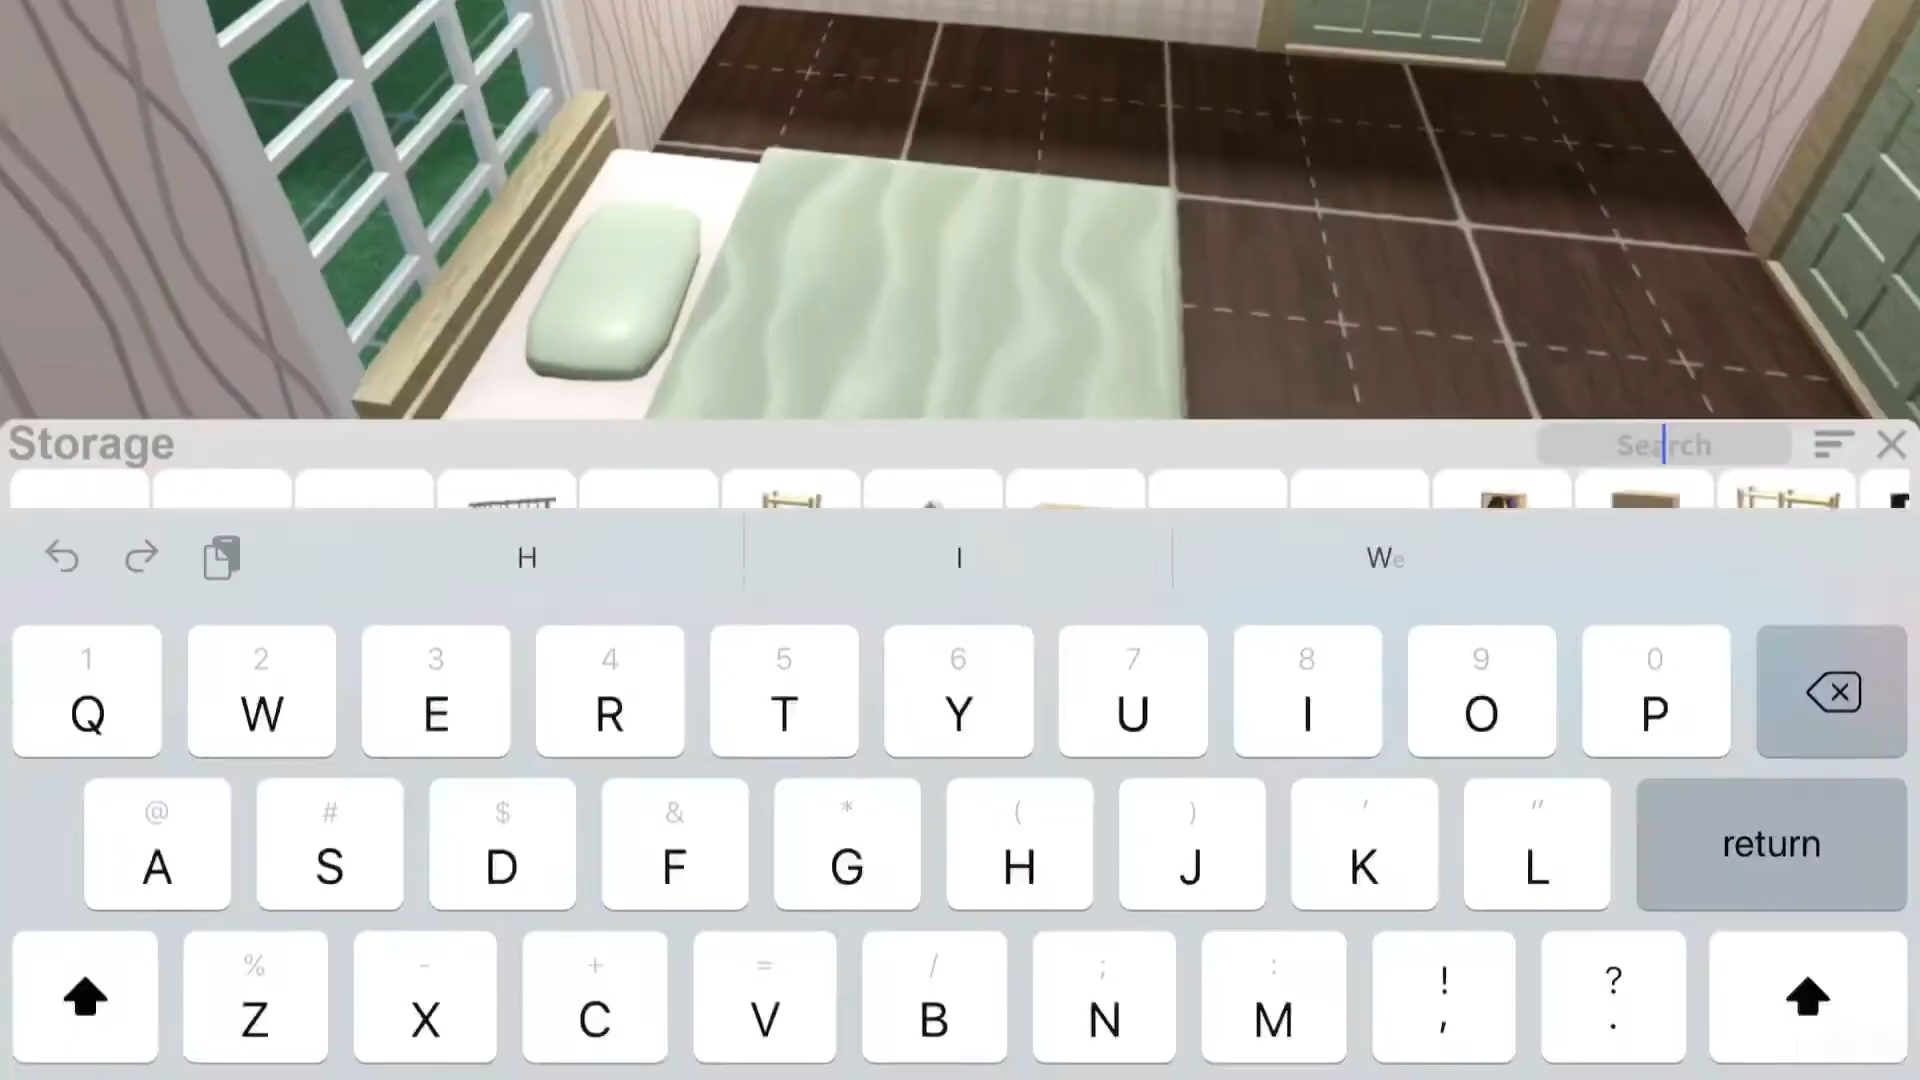 Storage Search
H I We
1 2 3 4 5 6 7 8 9 0
Q W E R T Y U I O P
@ # $ & * ( ) ' "
A S D F G H J K L return
% - + = / ; : ! ?
Z X C V B N M , .